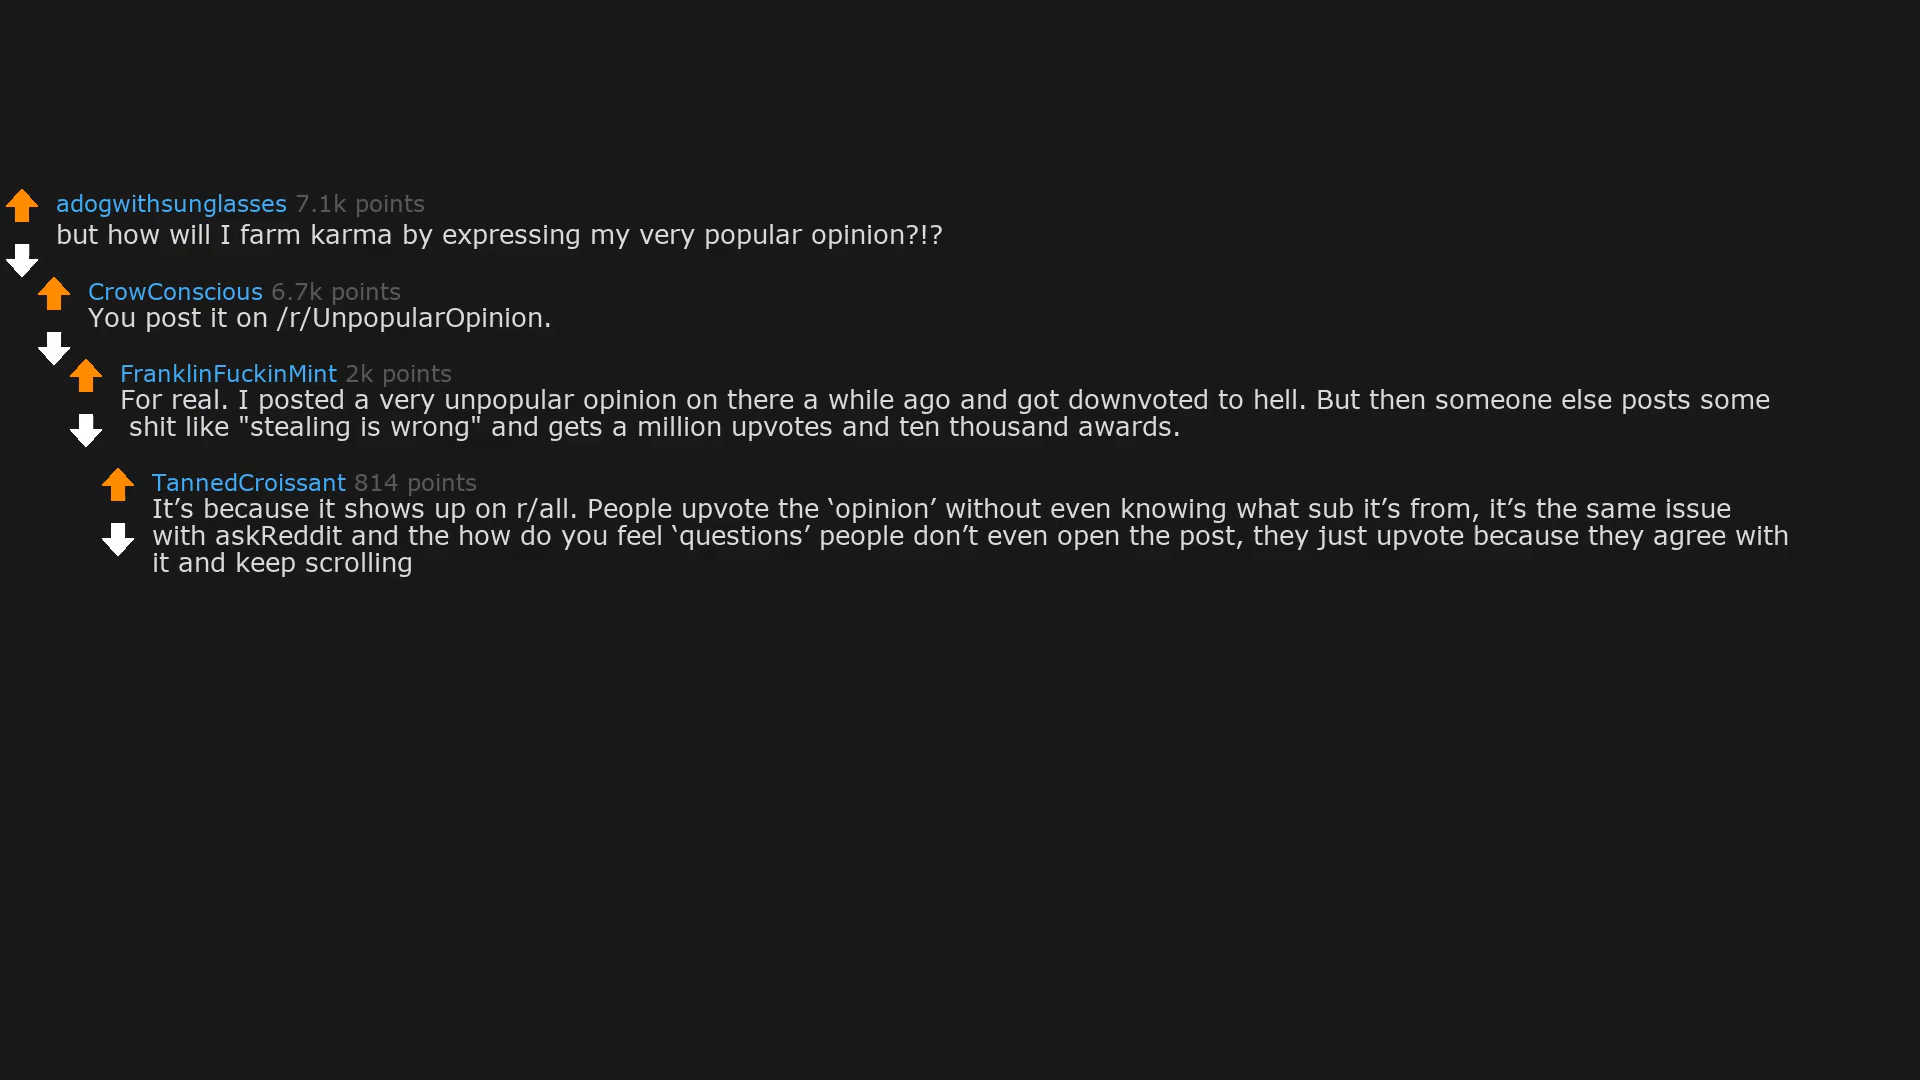 adogwithsunglasses 7.1k points
but how will I farm karma by expressing my very popular opinion?!?
CrowConscious 6.7k points
You post it on /r/UnpopularOpinion.
FranklinFuckinMint 2k points
For real. I posted a very unpopular opinion on there a while ago and got downvoted to hell. But then someone else posts some
shit like "stealing is wrong" and gets a million upvotes and ten thousand awards.
TannedCroissant 814 points
It’s because it shows up on r/all. People upvote the ‘opinion’ without even knowing what sub it’s from, it’s the same issue
with askReddit and the how do you feel ‘questions’ people don’t even open the post, they just upvote because they agree with
it and keep scrolling